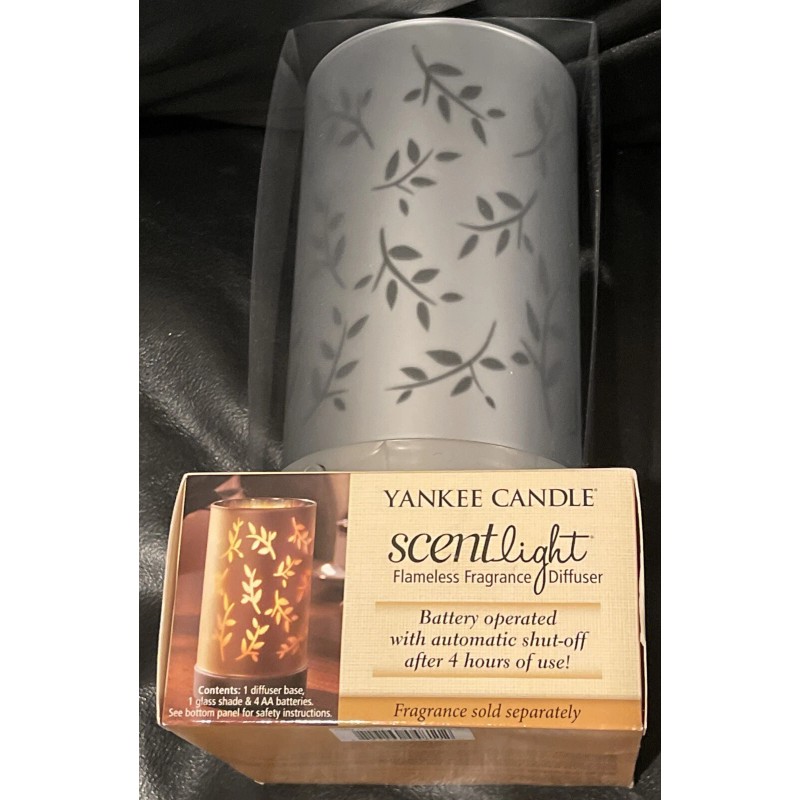 YANKEE CANDLE®
scentlight
Flameless Fragrance Diffuser
Battery operated
with automatic shut-off
after 4 hours of use!
Contents: 1 diffuser base,
1 glass shade & 4 AA batteries.
See bottom panel for safety instructions.
Fragrance sold separately